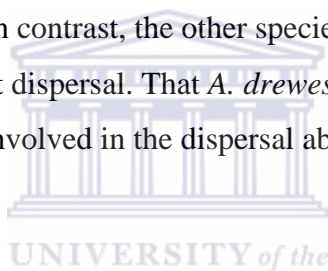 n contrast, the other specie
t dispersal. That A. drewes
nvolved in the dispersal ab
UNIVERSITY of the